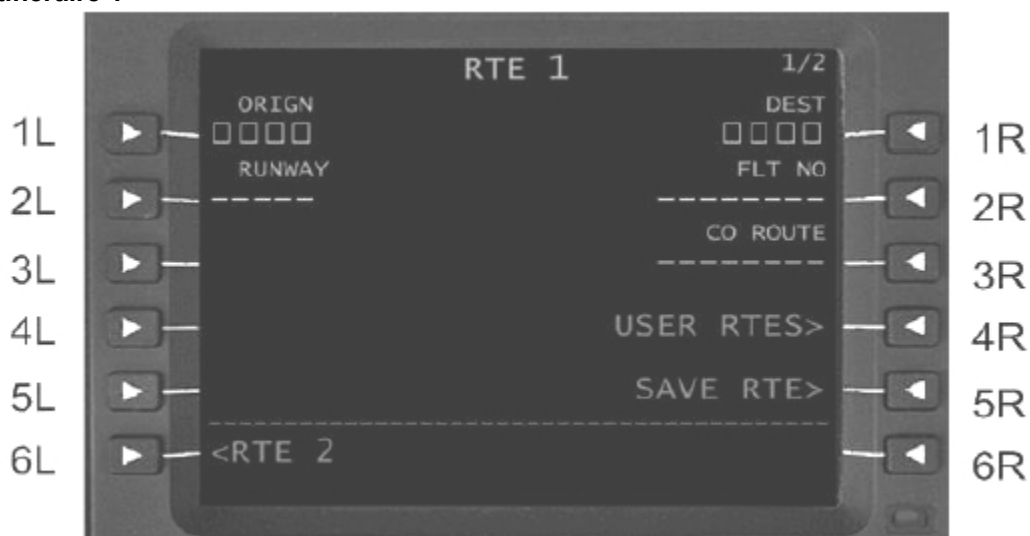 RTE 1 1/2
ORIGN DEST
1L □□□□ □□□□ 1R
RUNWAY FLT NO
2L ----- -------- 2R
CO ROUTE
3L -------- 3R
4L USER RTES> 4R
5L SAVE RTE> 5R
6L <RTE 2 6R